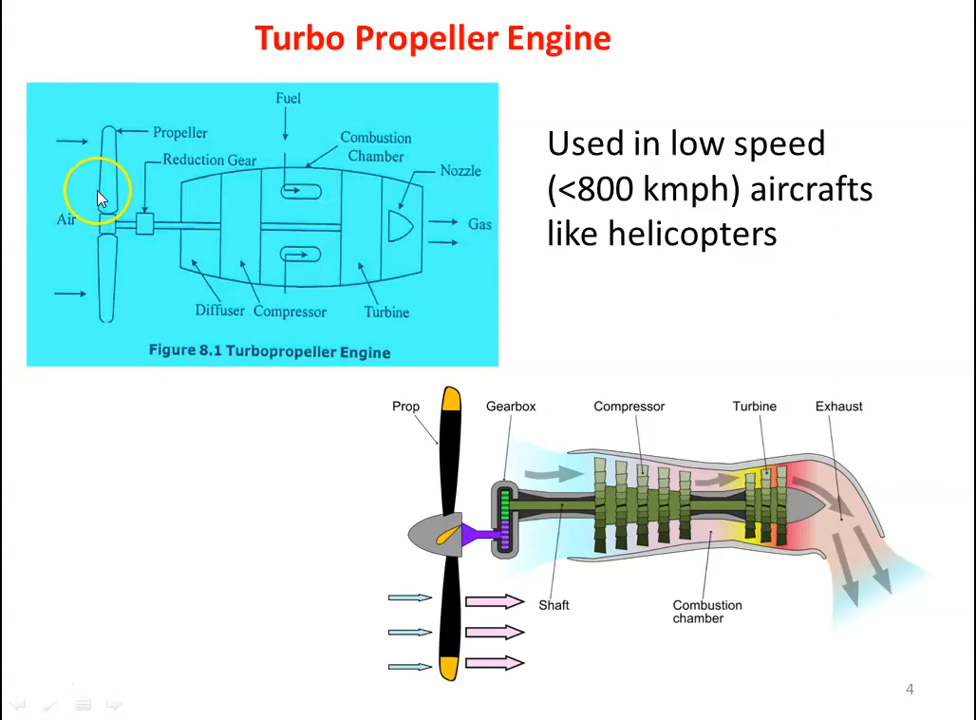 Turbo Propeller Engine
Fuel
Propeller
Combustion
Chamber
Reduction Gear
Nozzle
Air
Gas
Diffuser
Compressor
Turbine
Figure 8.1 Turbopropeller Engine
Used in low speed
(<800 kmph) aircrafts
like helicopters
Prop
Gearbox
Compressor
Turbine
Exhaust
Shaft
Combustion
chamber
4